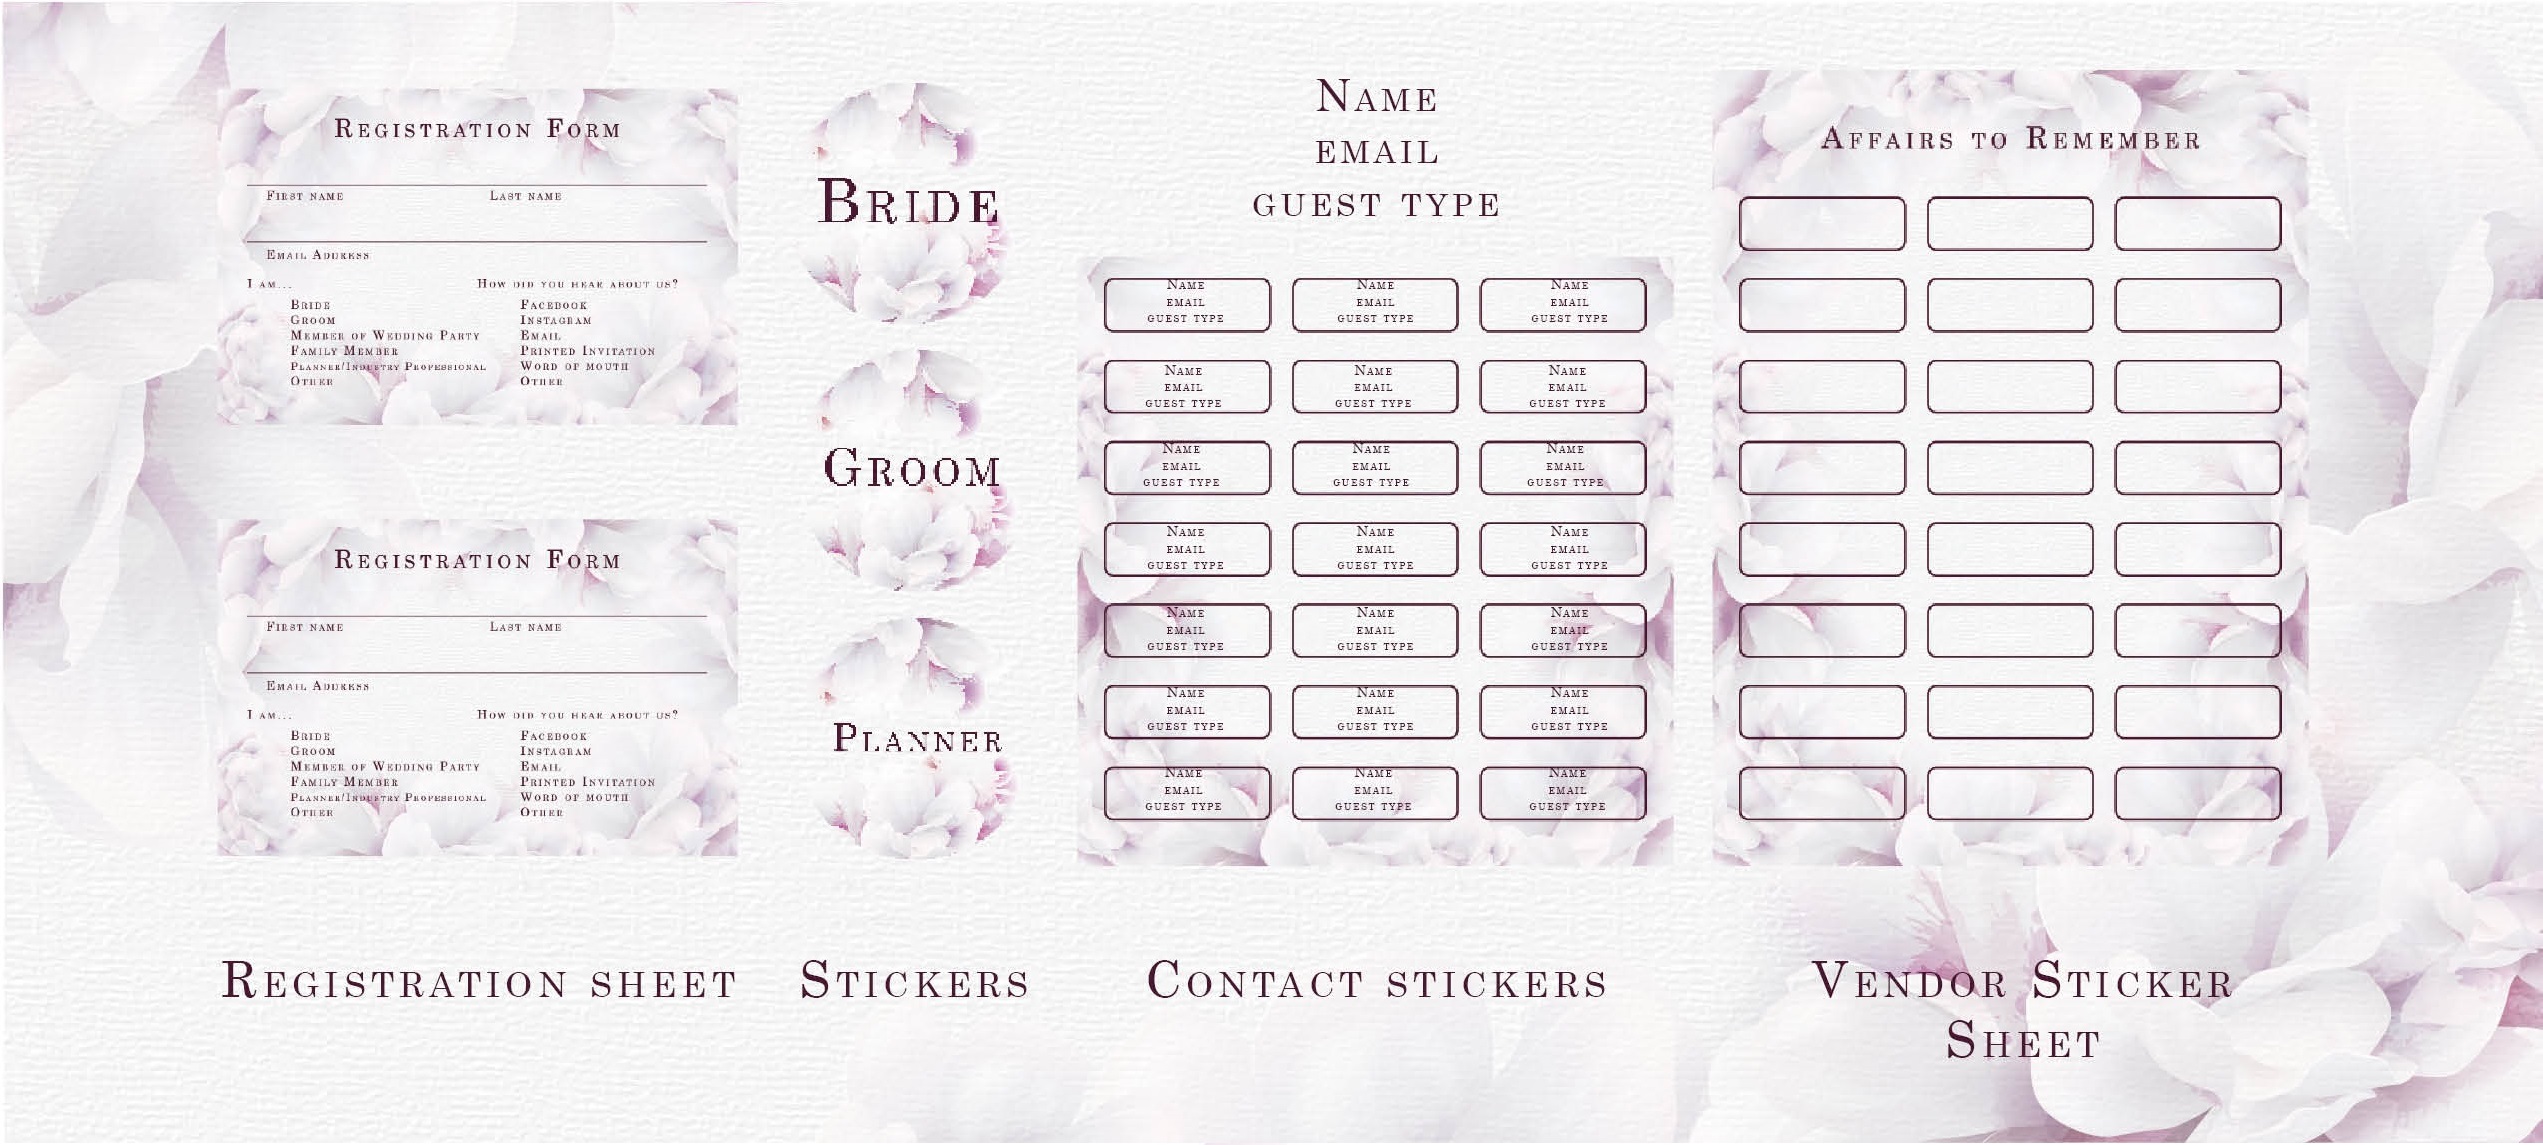 Registration Form
First name Last name
Email Address
I am... How did you hear about us?
Bride Facebook
Groom Instagram
Member of Wedding Party Email
Family Member Printed Invitation
Planner/Industry Professional Word of mouth
Other Other
Registration Form
First name Last name
Email Address
I am... How did you hear about us?
Bride Facebook
Groom Instagram
Member of Wedding Party Email
Family Member Printed Invitation
Planner/Industry Professional Word of mouth
Other Other
Registration sheet
Bride
Groom
Planner
Stickers
Name
email
guest type
Name Name Name
email email email
guest type guest type guest type
Name Name Name
email email email
guest type guest type guest type
Name Name Name
email email email
guest type guest type guest type
Name Name Name
email email email
guest type guest type guest type
Name Name Name
email email email
guest type guest type guest type
Name Name Name
email email email
guest type guest type guest type
Name Name Name
email email email
guest type guest type guest type
Contact stickers
Affairs to Remember
Vendor Sticker
Sheet